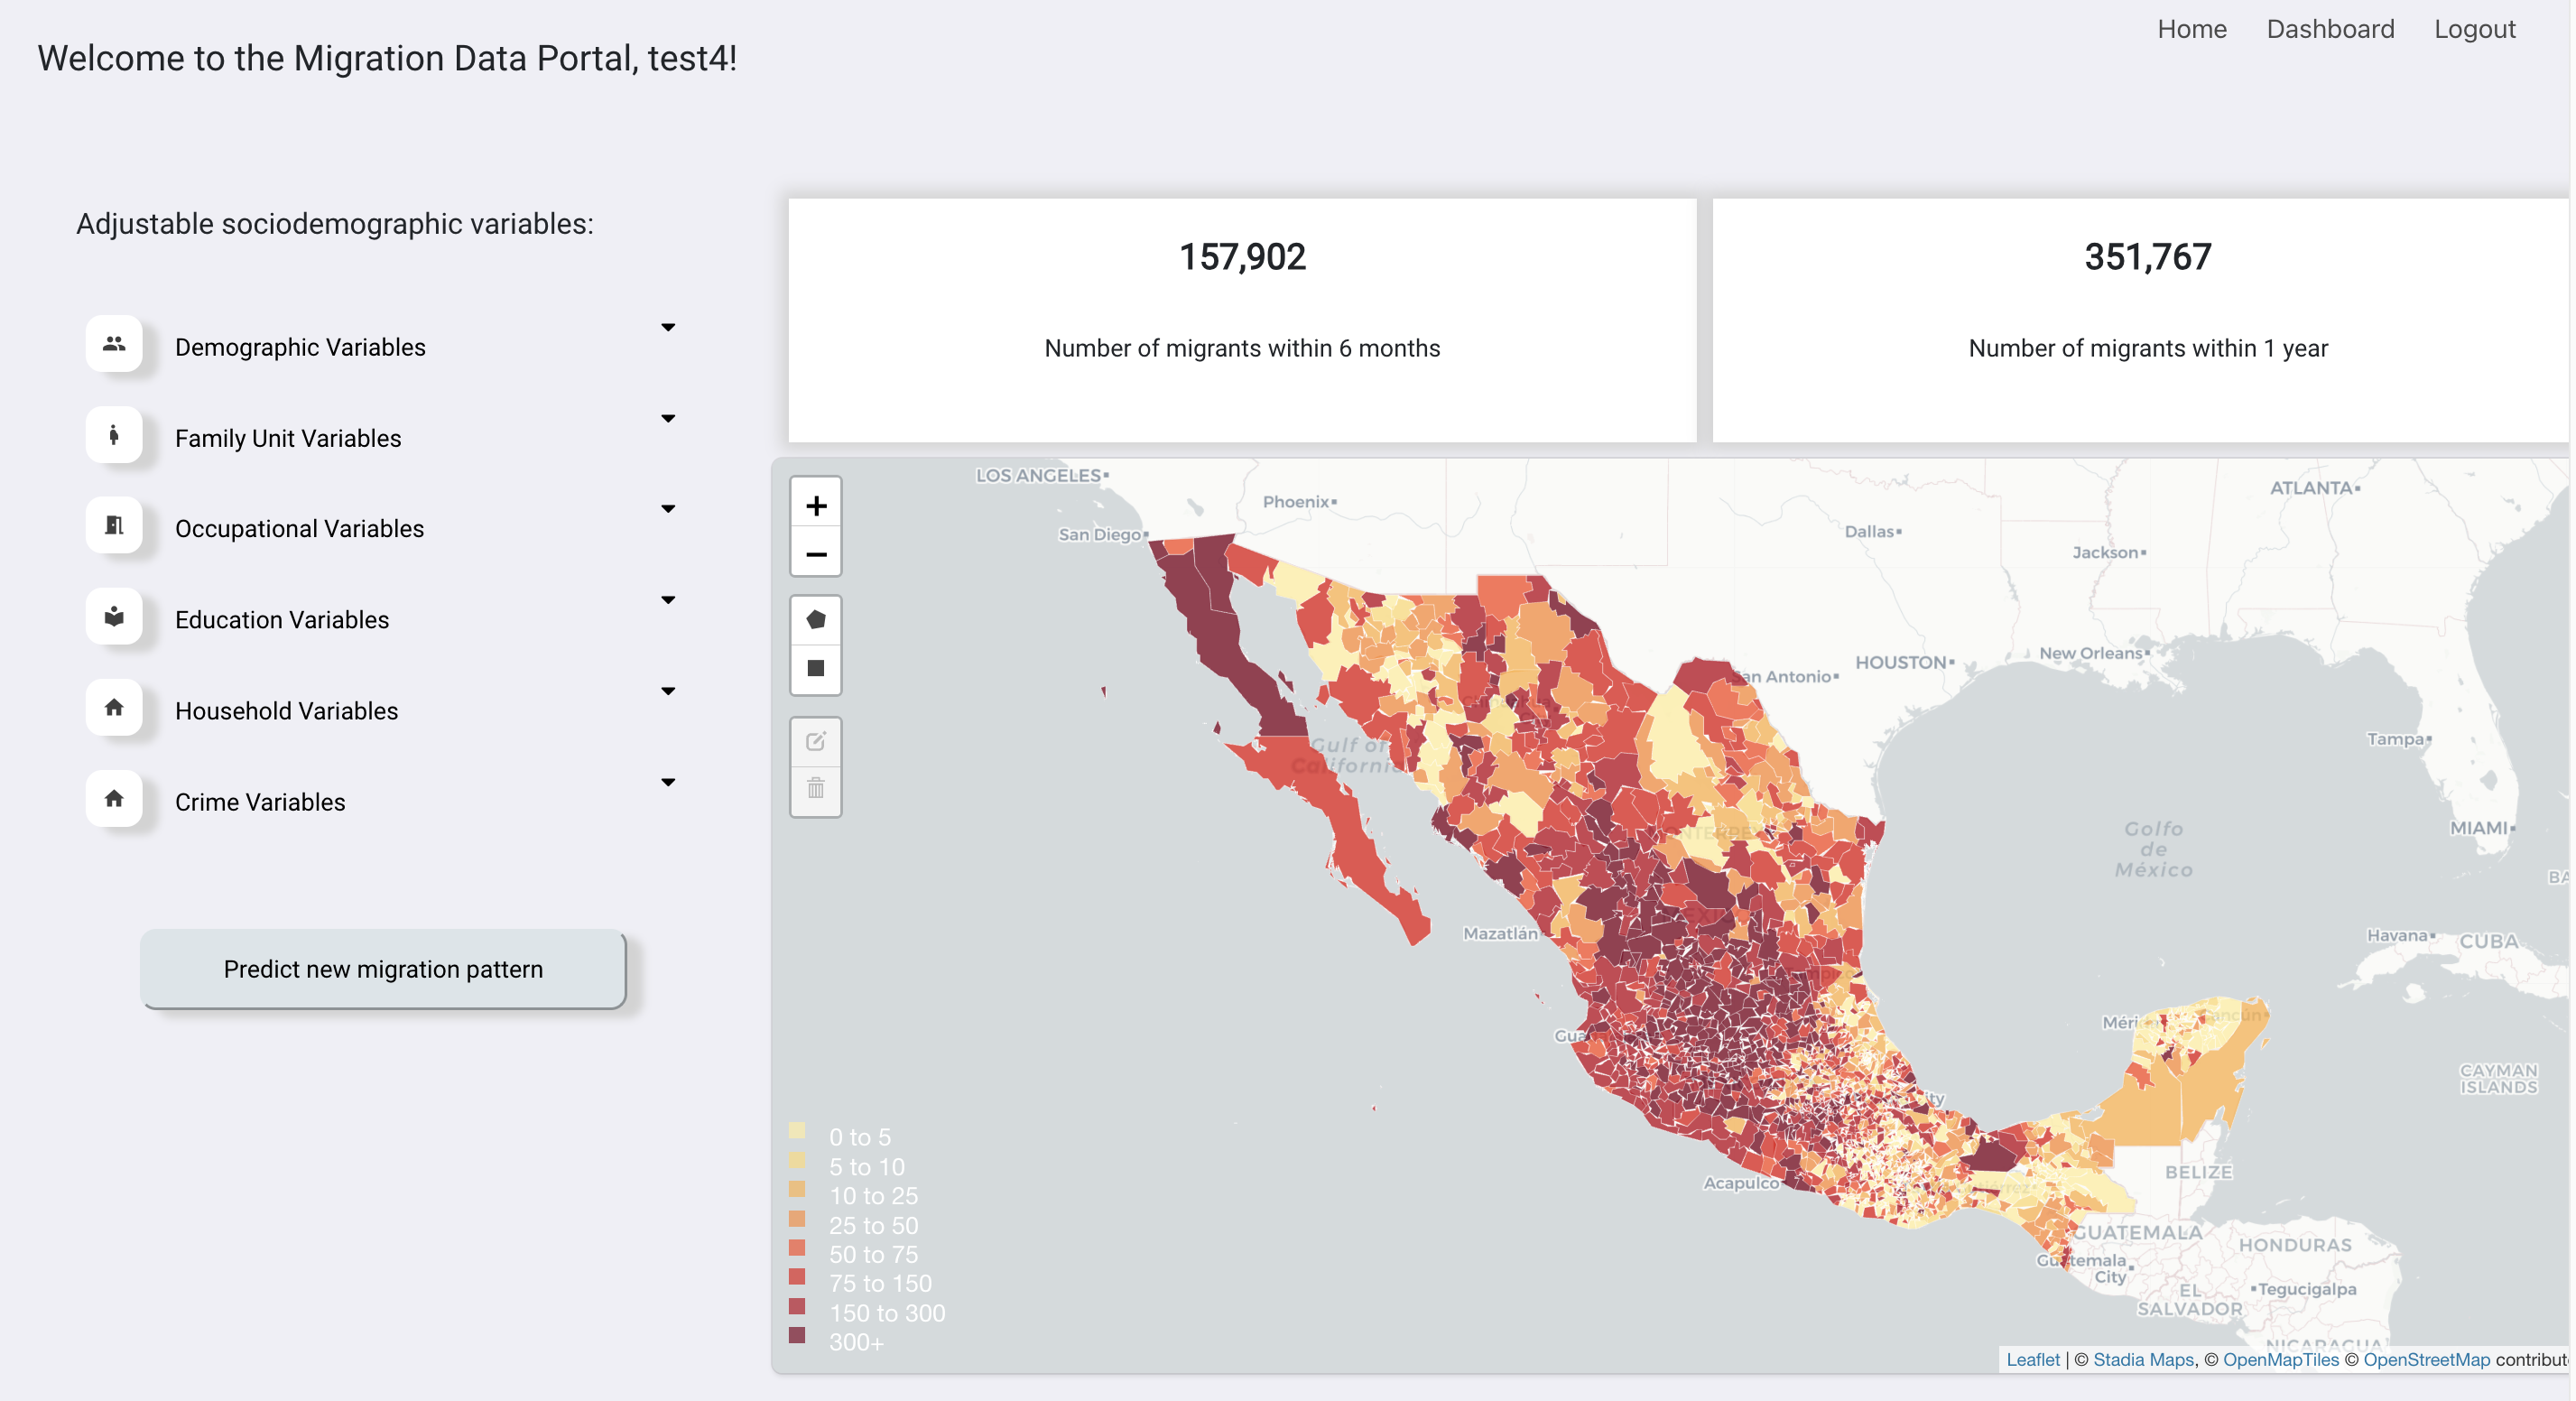 Home Dashboard Logout
Welcome to the Migration Data Portal, test4!
Adjustable sociodemographic variables:
Demographic Variables
Family Unit Variables
Occupational Variables
Education Variables
Household Variables
Crime Variables
Predict new migration pattern
157,902
Number of migrants within 6 months
351,767
Number of migrants within 1 year
+
−
LOS ANGELES
Phoenix
ATLANTA
San Diego
Dallas
Jackson
New Orleans
HOUSTON
San Antonio
Gulf of
California
Tampa
MIAMI
Golfo
de
México
Mazatlán
Havana
CUBA
CAYMAN
ISLANDS
Acapulco
BELIZE
GUATEMALA
HONDURAS
Guatemala
City
Tegucigalpa
EL
SALVADOR
NICARAGUA
0 to 5
5 to 10
10 to 25
25 to 50
50 to 75
75 to 150
150 to 300
300+
Leaflet | © Stadia Maps, © OpenMapTiles © OpenStreetMap contribut